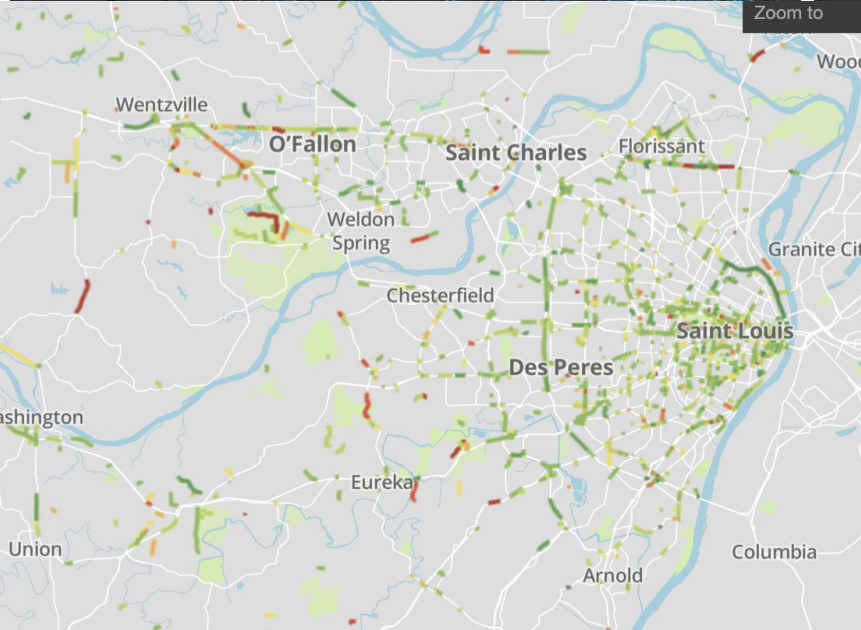 Zoom to
Wood
Wentzville
O'Fallon
Saint Charles
Florissant
Weldon
Spring
Granite Cit
Chesterfield
Saint Louis
Des Peres
ashington
Eureka
Union
Columbia
Arnold